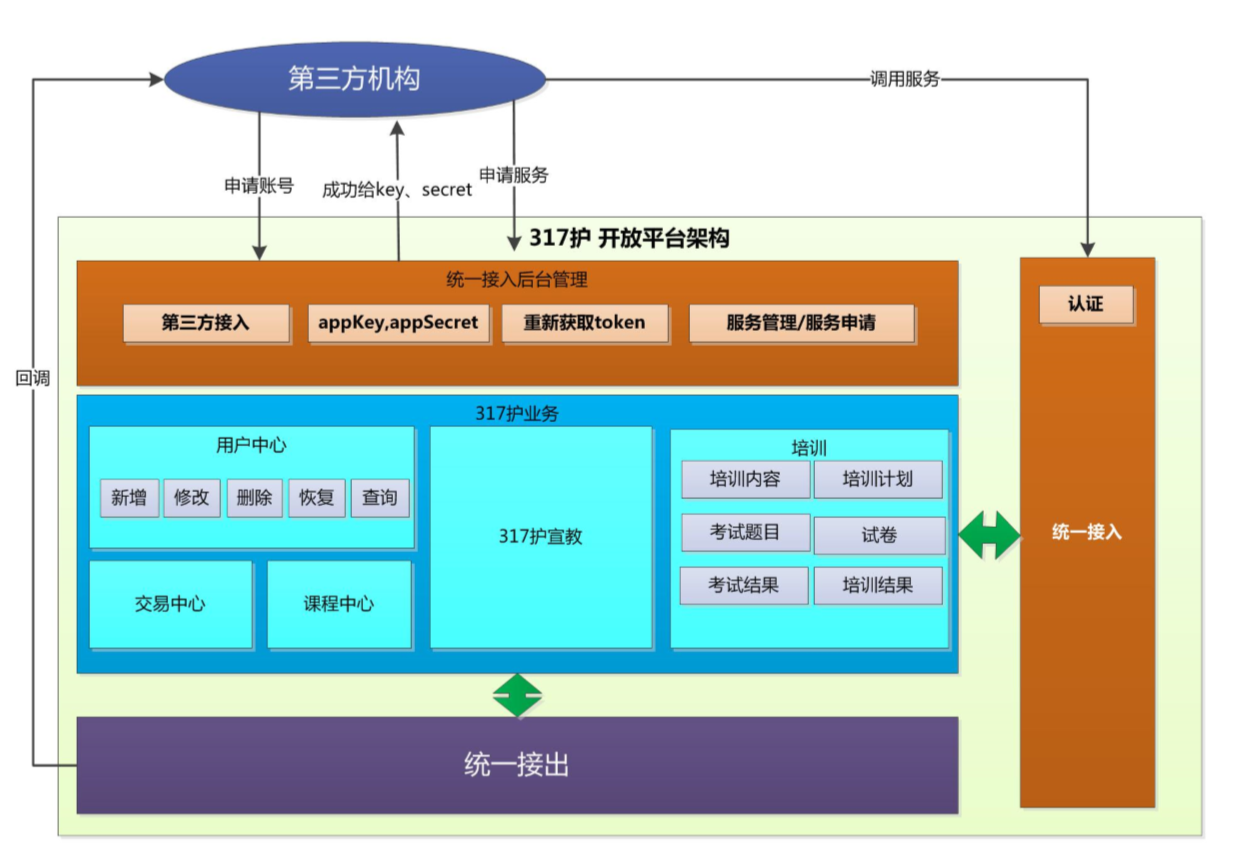 第三方机构
调用服务
申请账号
成功给key、secret
申请服务
317护 开放平台架构
统一接入后台管理
第三方接入
appKey,appSecret
重新获取token
服务管理/服务申请
认证
回调
317护业务
用户中心
新增
修改
删除
恢复
查询
交易中心
课程中心
317护宣教
培训
培训内容
培训计划
考试题目
试卷
考试结果
培训结果
统一接入
统一接出